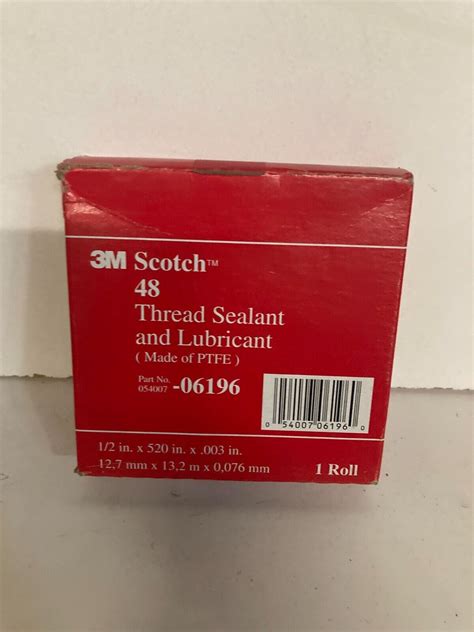 3M Scotch™
48
Thread Sealant
and Lubricant
( Made of PTFE )
Part No.
054007 -06196
0 54007 06196 0
1/2 in. x 520 in. x .003 in.
12,7 mm x 13,2 m x 0,076 mm
1 Roll